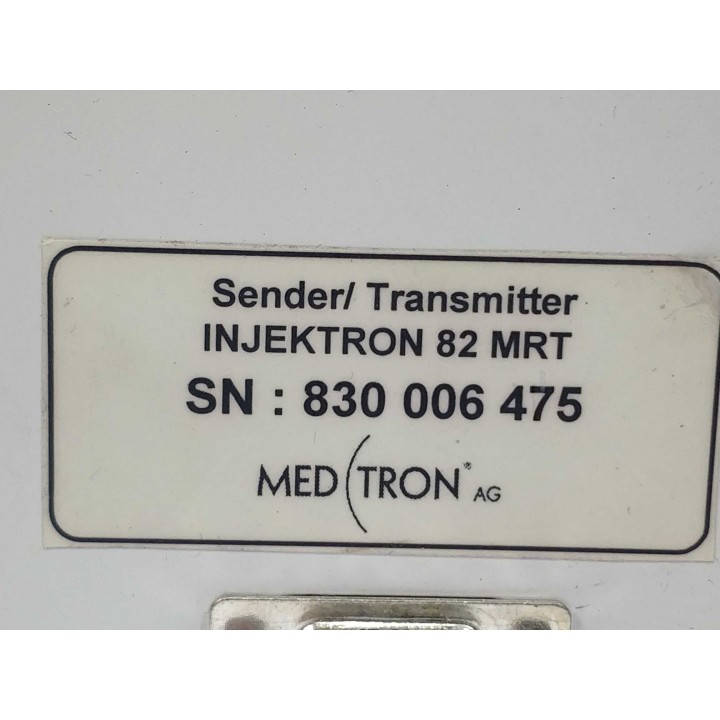 Sender/ Transmitter
INJEKTRON 82 MRT
SN : 830 006 475
MED TRON® AG